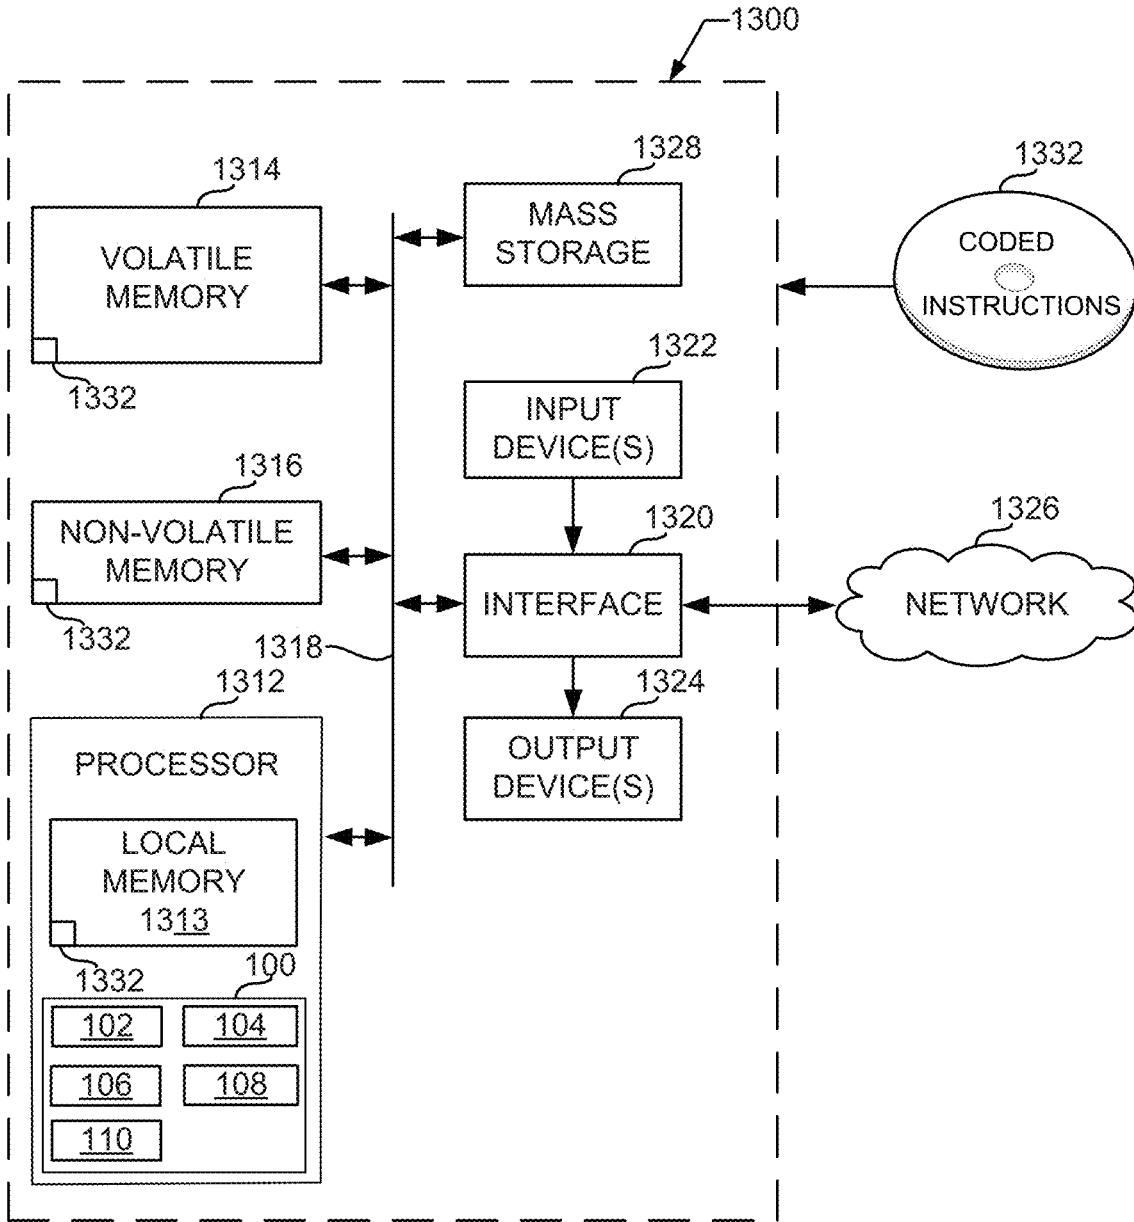 1300
1314
VOLATILE
MEMORY
1332
1328
MASS
STORAGE
1332
CODED
INSTRUCTIONS
1322
INPUT
DEVICE(S)
1316
NON-VOLATILE
MEMORY
1332
1320
INTERFACE
1326
NETWORK
1318
1312
PROCESSOR
1324
OUTPUT
DEVICE(S)
LOCAL
MEMORY
1313
1332
100
102
104
106
108
110